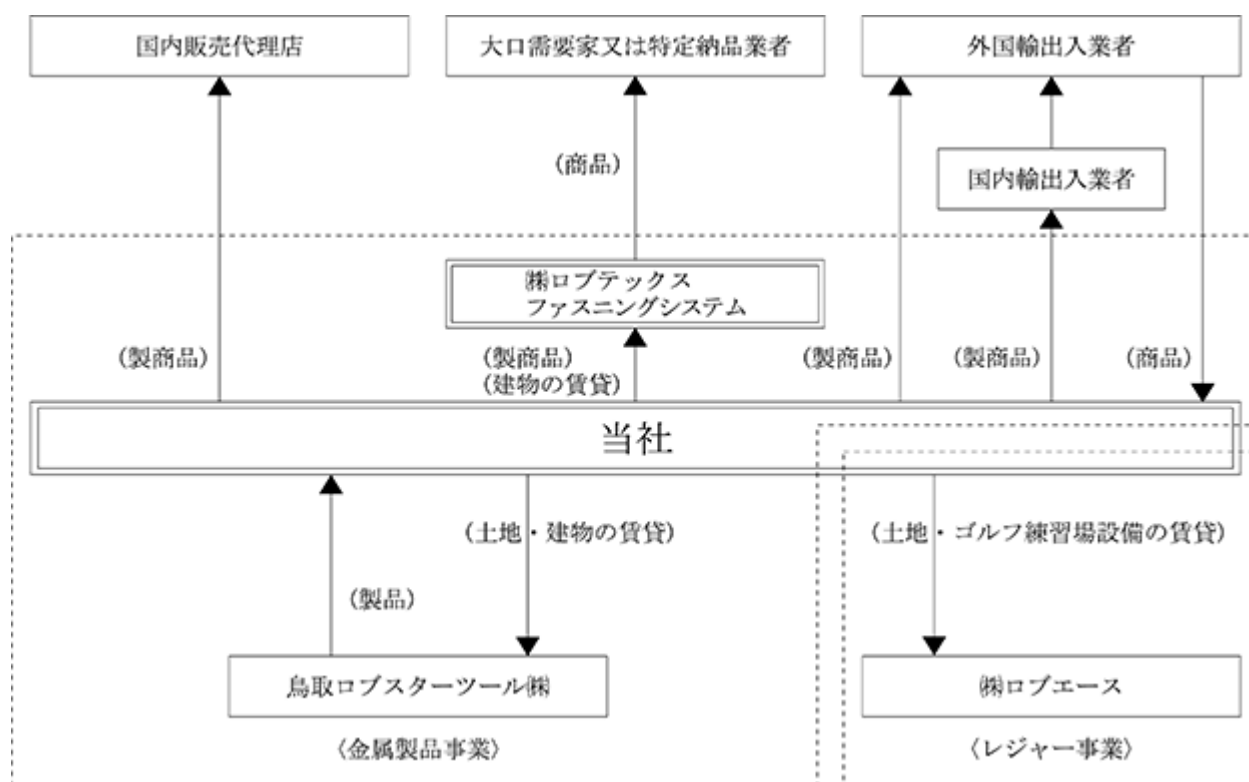 国内販売代理店
大口需要家又は特定納品業者
外国輸出入業者
(商品)
国内輸出入業者
㈱ロブテックス
ファスニングシステム
(製商品)
(製商品)
(建物の賃貸)
(製商品)
(製商品)
(商品)
当社
(土地・建物の賃貸)
(土地・ゴルフ練習場設備の賃貸)
(製品)
鳥取ロブスターツール㈱
㈱ロブエース
〈金属製品事業〉
〈レジャー事業〉